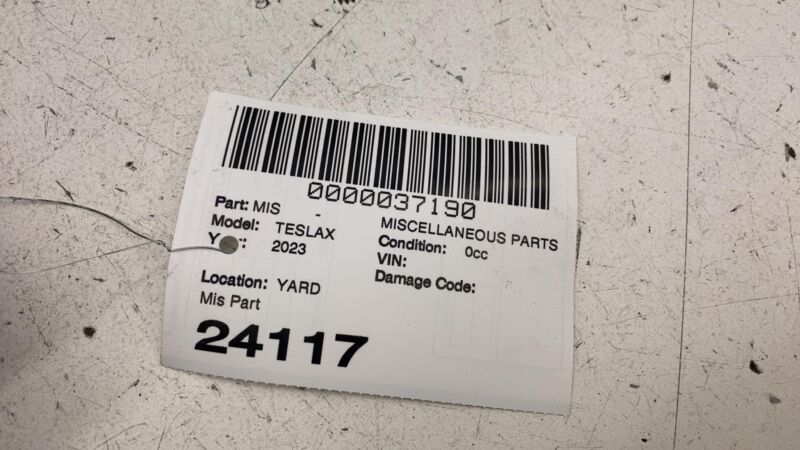 0000037190
Part: MIS - MISCELLANEOUS PARTS
Model: TESLAX Condition: 0cc
2023 VIN:
Damage Code:
Location: YARD
Mis Part
24117